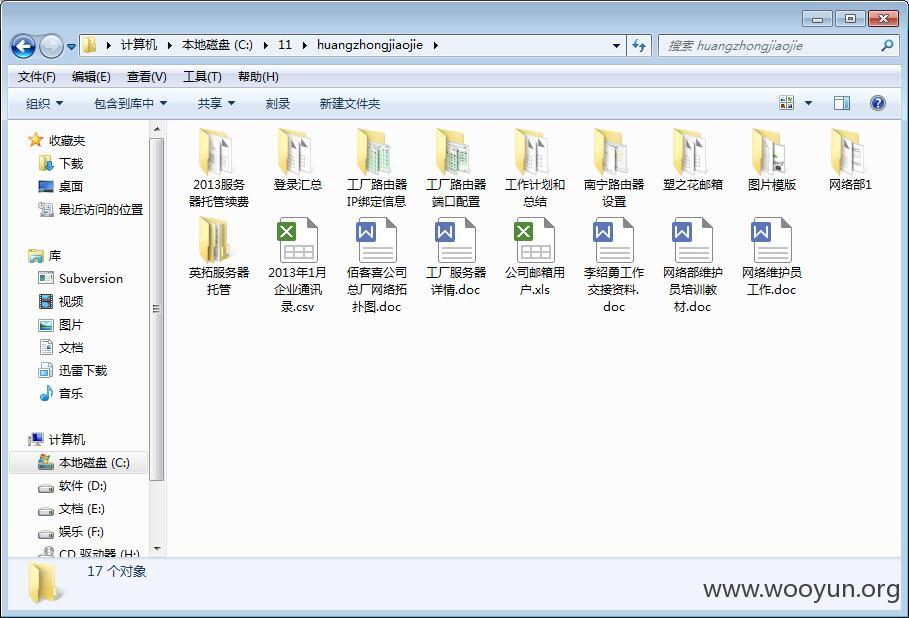 计算机 本地磁盘 (C:) 11 huangzhongjiaojie
搜索 huangzhongjiaojie
文件(F) 编辑(E) 查看(V) 工具(T) 帮助(H)
组织 包含到库中 共享 刻录 新建文件夹
收藏夹
下载
桌面
最近访问的位置
库
Subversion
视频
图片
文档
迅雷下载
音乐
计算机
本地磁盘 (C:)
软件 (D:)
文档 (E:)
娱乐 (F:)
CD 驱动器 (H:)
2013服务
器托管续费
登录汇总
工厂路由器
IP绑定信息
工厂路由器
端口配置
工作计划和
总结
南宁路由器
设置
塑之花邮箱
图片模版
网络部1
英拓服务器
托管
2013年1月
企业通讯
录.csv
佰客喜公司
总厂网络拓
扑图.doc
工厂服务器
详情.doc
公司邮箱用
户.xls
李绍勇工作
交接资料.
doc
网络部维护
员培训教
材.doc
网络维护员
工作.doc
17 个对象
www.wooyun.org